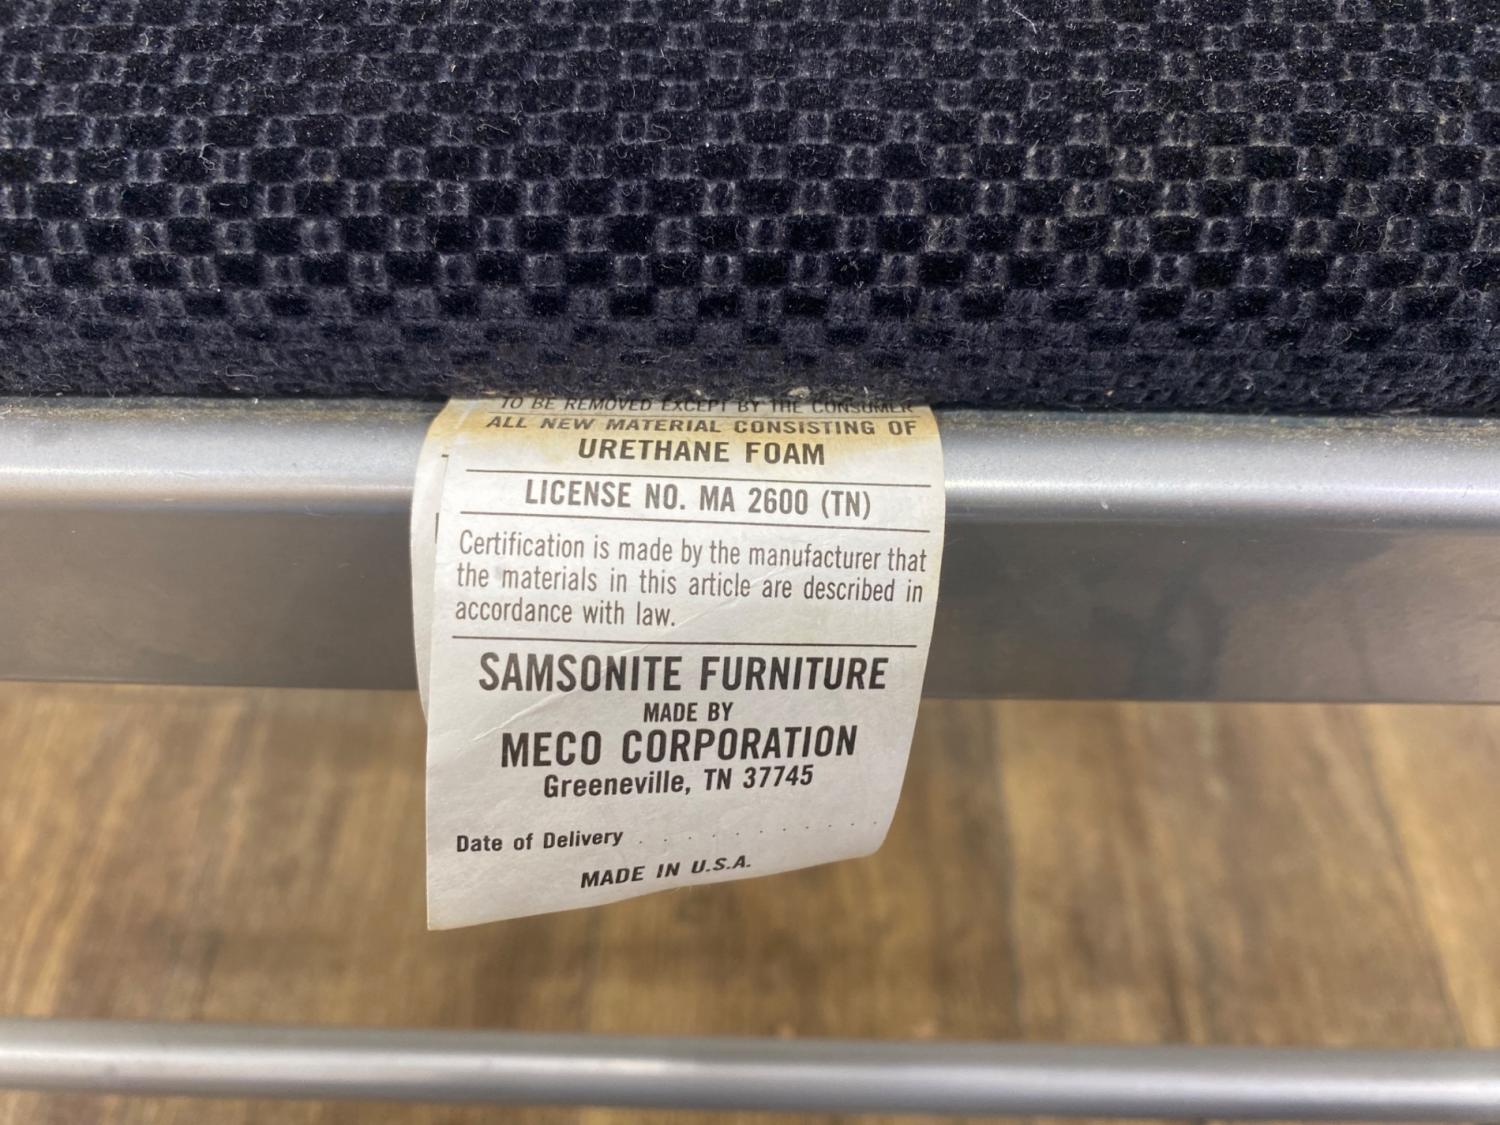 TO BE REMOVED EXCEPT BY THE CONSUMER
ALL NEW MATERIAL CONSISTING OF
URETHANE FOAM
LICENSE NO. MA 2600 (TN)
Certification is made by the manufacturer that
the materials in this article are described in
accordance with law.
SAMSONITE FURNITURE
MADE BY
MECO CORPORATION
Greeneville, TN 37745
Date of Delivery . . . . . . . . . . .
MADE IN U.S.A.